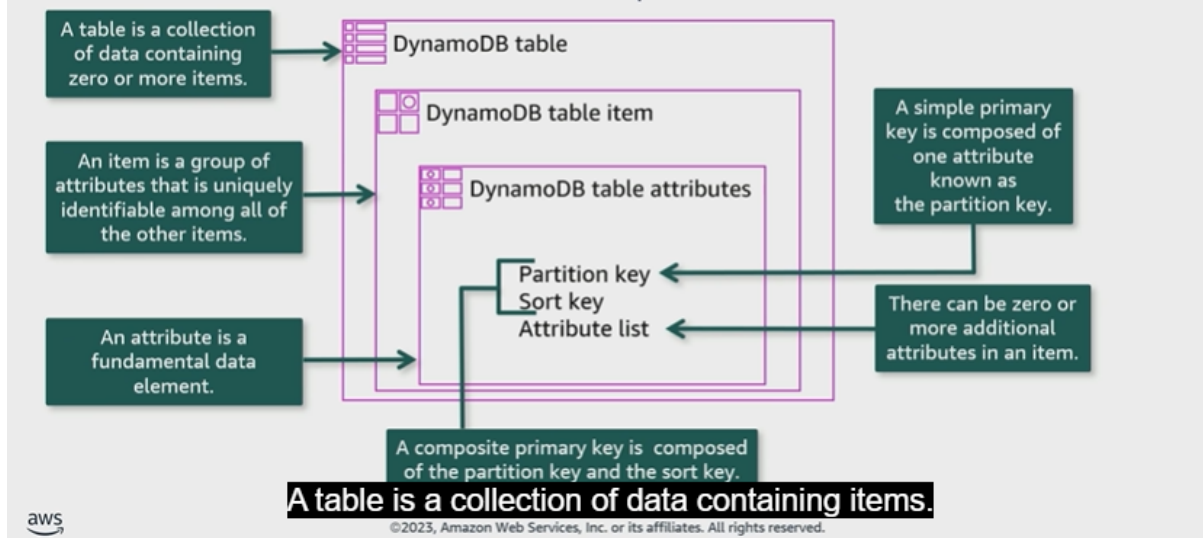 A table is a collection
of data containing
zero or more items.
DynamoDB table
DynamoDB table item
A simple primary
key is composed of
one attribute
known as
the partition key.
An item is a group of
attributes that is uniquely
identifiable among all of
the other items.
DynamoDB table attributes
Partition key
Sort key
Attribute list
There can be zero or
more additional
attributes in an item.
An attribute is a
fundamental data
element.
A composite primary key is composed
of the partition key and the sort key.
A table is a collection of data containing items.
aws
©2023, Amazon Web Services, Inc. or its affiliates. All rights reserved.